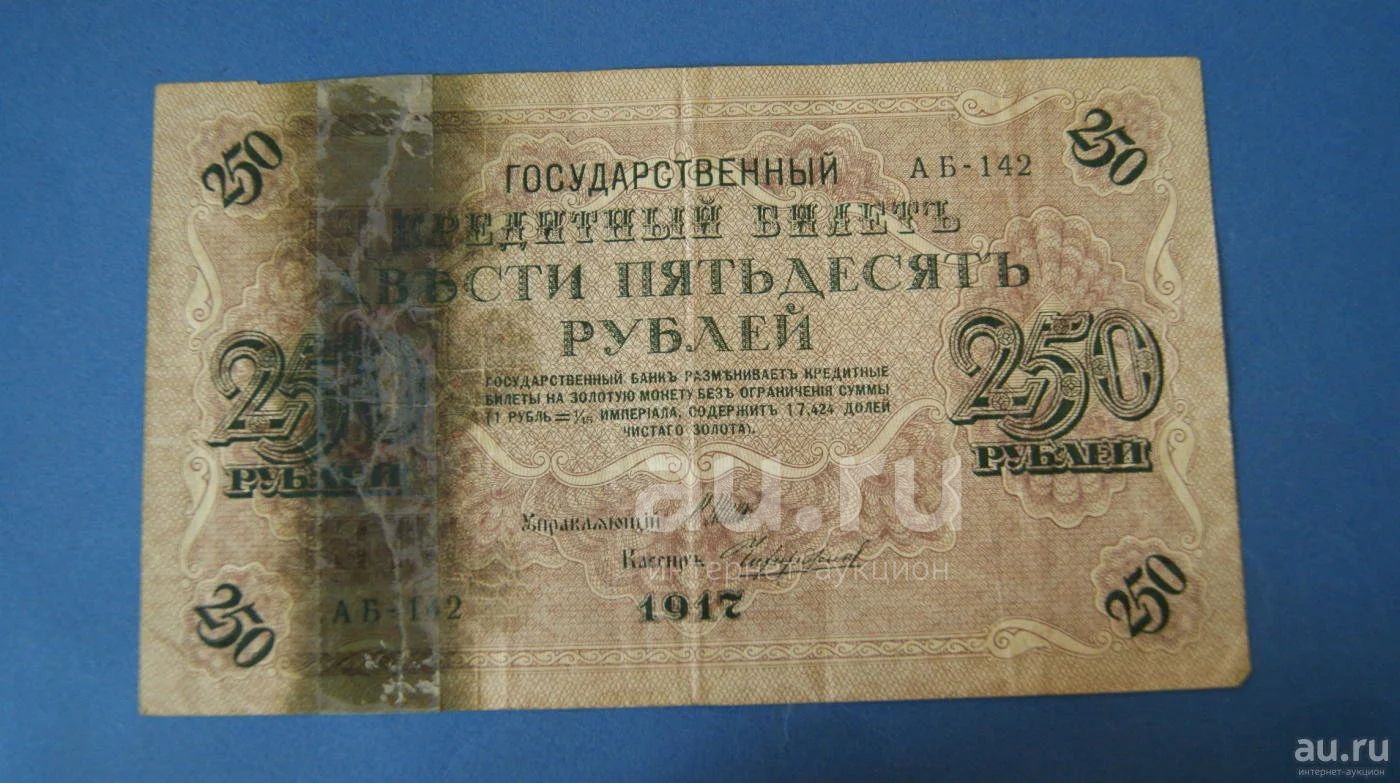 250
250
ГОСУДАРСТВЕННЫЙ АБ-142
КРЕДИТНЫЙ БИЛЕТЪ
ДВѢСТИ ПЯТЬДЕСЯТЪ
РУБЛЕЙ
250 РУБЛЕЙ
250 РУБЛЕЙ
ГОСУДАРСТВЕННЫЙ БАНКЪ РАЗМѢНИВАЕТЪ КРЕДИТНЫЕ
БИЛЕТЫ НА ЗОЛОТУЮ МОНЕТУ БЕЗЪ ОГРАНИЧЕНІЯ СУММЫ
(1 РУБЛЬ = 1/15 ИМПЕРІАЛА, СОДЕРЖИТЪ 17,424 ДОЛЕЙ
ЧИСТАГО ЗОЛОТА).
au.ru
Управляющій
Кассиръ
интернет-аукцион
АБ-142 1917
250
250
au.ru
интернет-аукцион